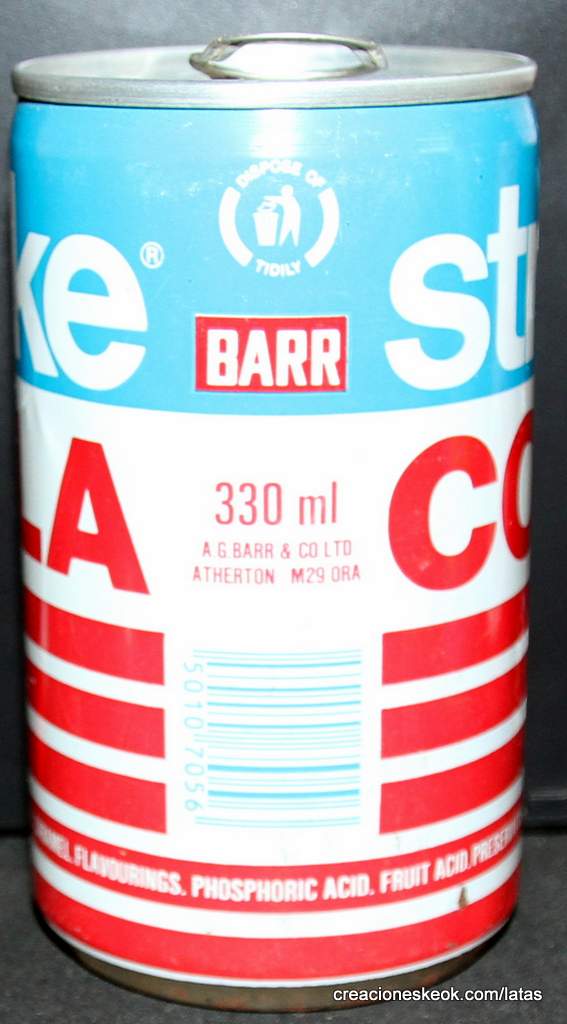 DISPOSE OF
TIDILY
ke® str
BARR
LA CO
330 ml
A.G.BARR & CO LTD
ATHERTON M29 0RA
5010 7056
FLAVOURINGS. PHOSPHORIC ACID. FRUIT ACID.
creacioneskeok.com/latas